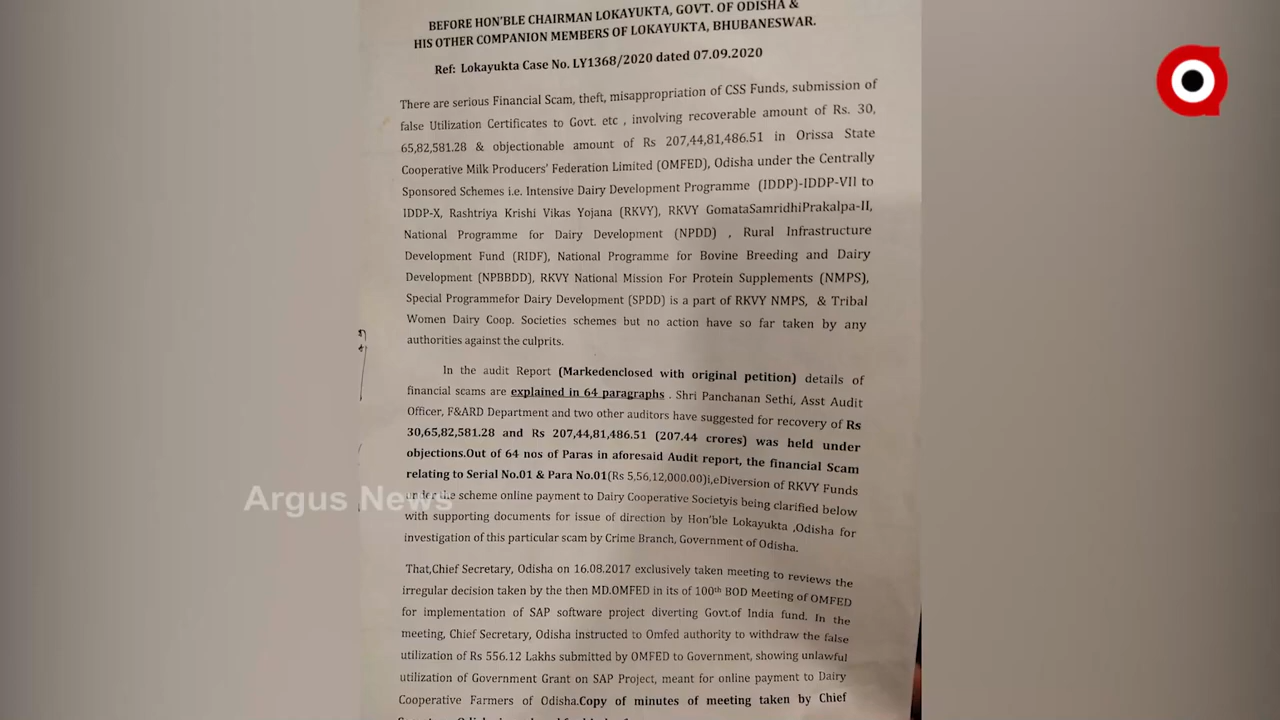 BEFORE HON'BLE CHAIRMAN LOKAYUKTA, GOVT. OF ODISHA &
HIS OTHER COMPANION MEMBERS OF LOKAYUKTA, BHUBANESWAR.
Ref: Lokayukta Case No. LY1368/2020 dated 07.09.2020
There are serious Financial Scam, theft, misappropriation of CSS Funds, submission of
false Utilization Certificates to Govt. etc , involving recoverable amount of Rs. 30,
65,82,581.28 & objectionable amount of Rs 207,44,81,486.51 in Orissa State
Cooperative Milk Producers' Federation Limited (OMFED), Odisha under the Centrally
Sponsored Schemes i.e. Intensive Dairy Development Programme (IDDP)-IDDP-VII to
IDDP-X, Rashtriya Krishi Vikas Yojana (RKVY), RKVY GomataSamridhiPrakalpa-II,
National Programme for Dairy Development (NPDD) , Rural Infrastructure
Development Fund (RIDF), National Programme for Bovine Breeding and Dairy
Development (NPBBDD), RKVY National Mission For Protein Supplements (NMPS),
Special Programmefor Dairy Development (SPDD) is a part of RKVY NMPS, & Tribal
Women Dairy Coop. Societies schemes but no action have so far taken by any
authorities against the culprits.
In the audit Report (Markedenclosed with original petition) details of
financial scams are explained in 64 paragraphs . Shri Panchanan Sethi, Asst Audit
Officer, F&ARD Department and two other auditors have suggested for recovery of Rs
30,65,82,581.28 and Rs 207,44,81,486.51 (207.44 crores) was held under
objections.Out of 64 nos of Paras in aforesaid Audit report, the financial Scam
relating to Serial No.01 & Para No.01(Rs 5,56,12,000.00)i,eDiversion of RKVY Funds
under the scheme online payment to Dairy Cooperative Societyis being clarified below
with supporting documents for issue of direction by Hon'ble Lokayukta ,Odisha for
investigation of this particular scam by Crime Branch, Government of Odisha.
That,Chief Secretary, Odisha on 16.08.2017 exclusively taken meeting to reviews the
irregular decision taken by the then MD.OMFED in its of 100th BOD Meeting of OMFED
for implementation of SAP software project diverting Govt.of India fund. In the
meeting, Chief Secretary, Odisha instructed to Omfed authority to withdraw the false
utilization of Rs 556.12 Lakhs submitted by OMFED to Government, showing unlawful
utilization of Government Grant on SAP Project, meant for online payment to Dairy
Cooperative Farmers of Odisha.Copy of minutes of meeting taken by Chief
Argus News